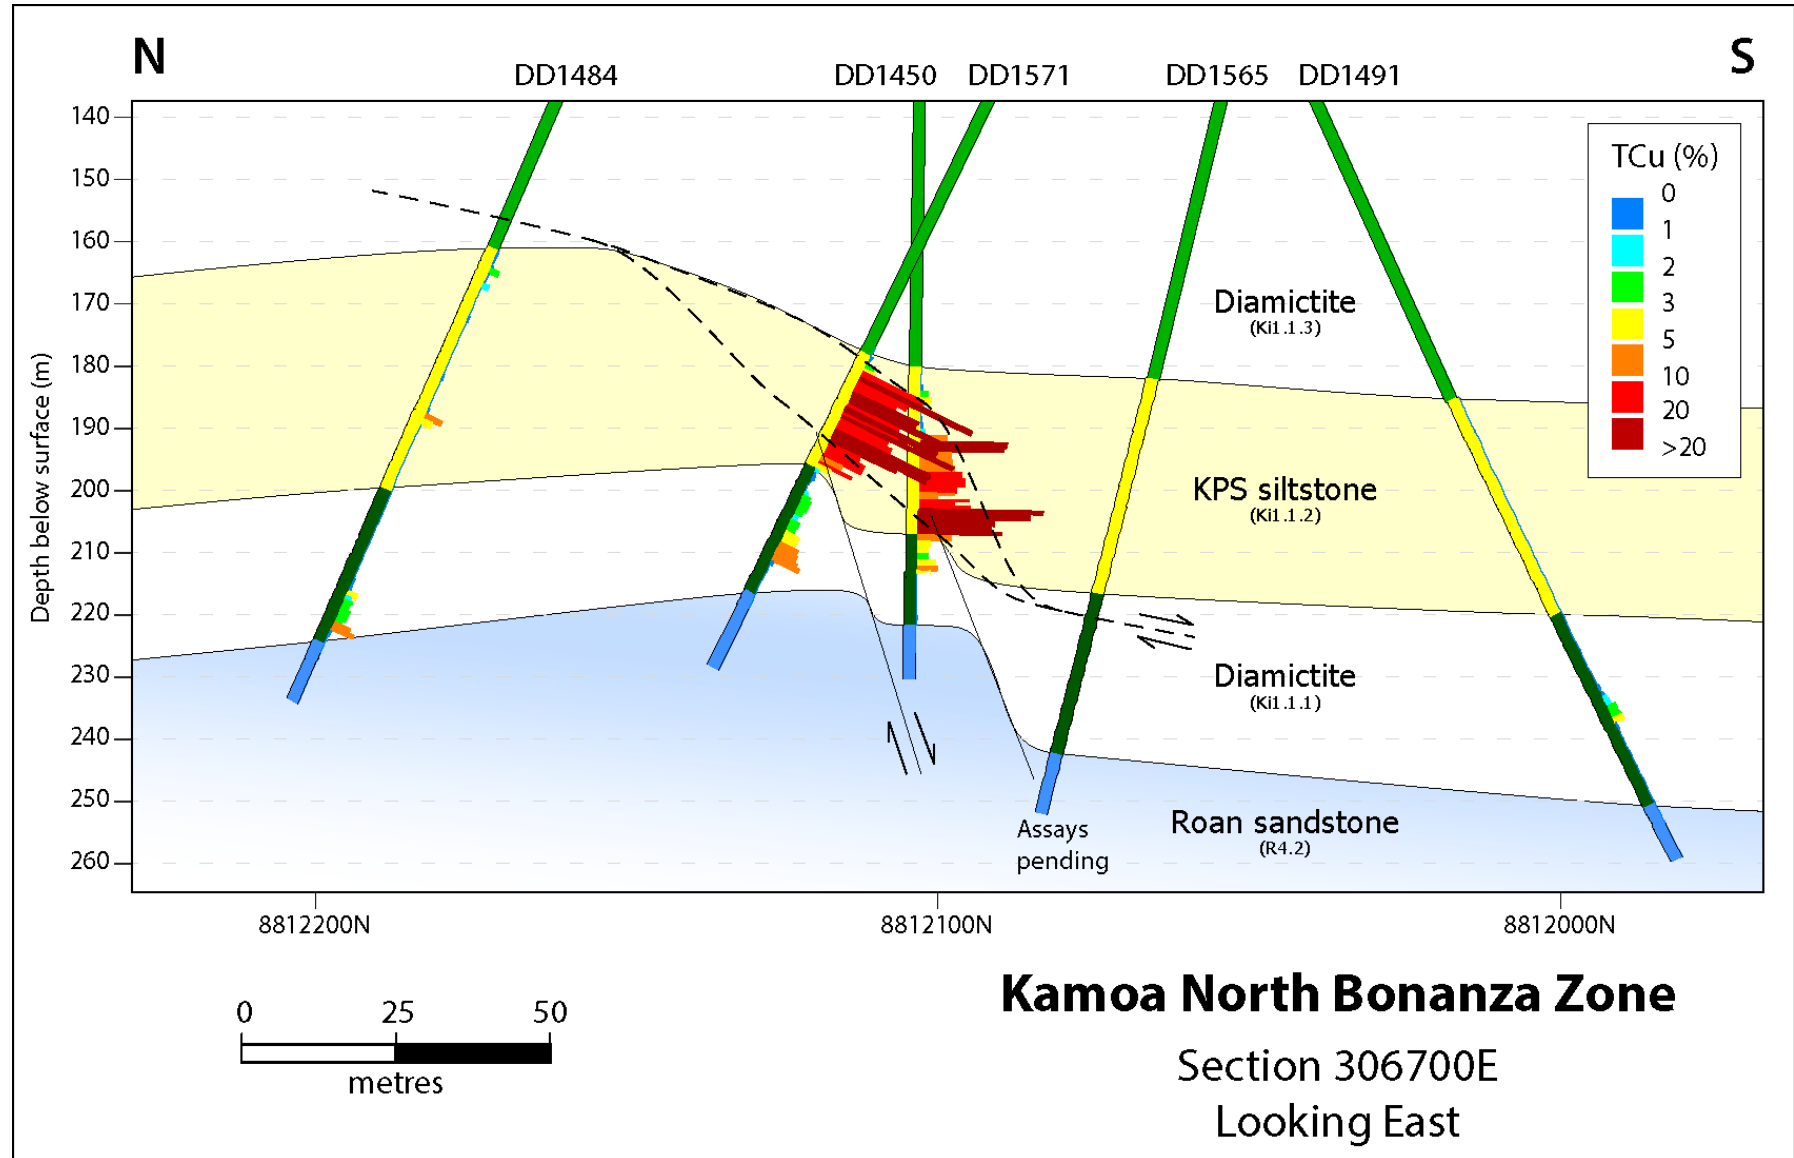 N
S
DD1484
DD1450
DD1571
DD1565
DD1491
Depth below surface (m)
140
150
160
170
180
190
200
210
220
230
240
250
260
TCu (%)
0
1
2
3
5
10
20
>20
Diamictite
(Ki1.1.3)
KPS siltstone
(Ki1.1.2)
Diamictite
(Ki1.1.1)
Roan sandstone
(R4.2)
Assays
pending
8812200N
8812100N
8812000N
0 25 50
metres
Kamoa North Bonanza Zone
Section 306700E
Looking East